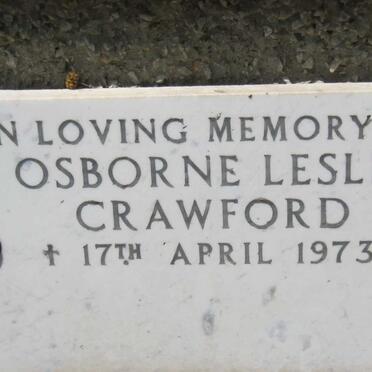 N LOVING MEMORY
OSBORNE LESL
CRAWFORD
† 17TH APRIL 1973